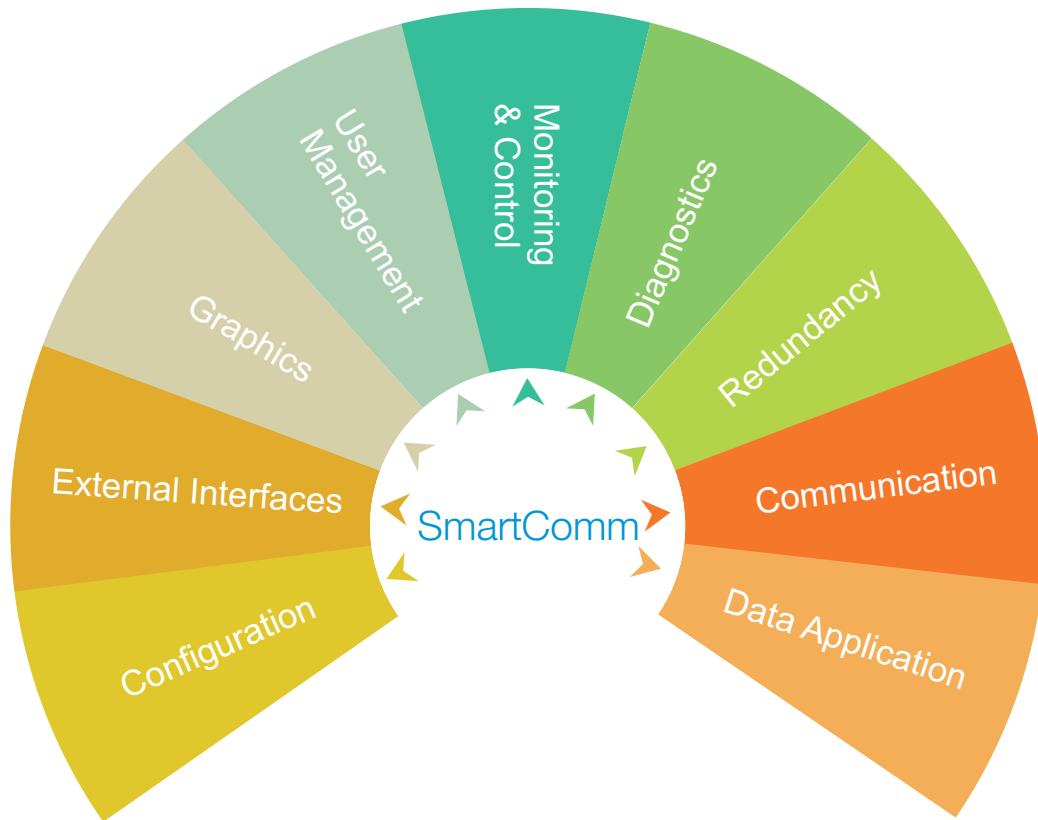 Configuration
External Interfaces
Graphics
User
Management
Monitoring
& Control
Diagnostics
Redundancy
Communication
Data Application
SmartComm